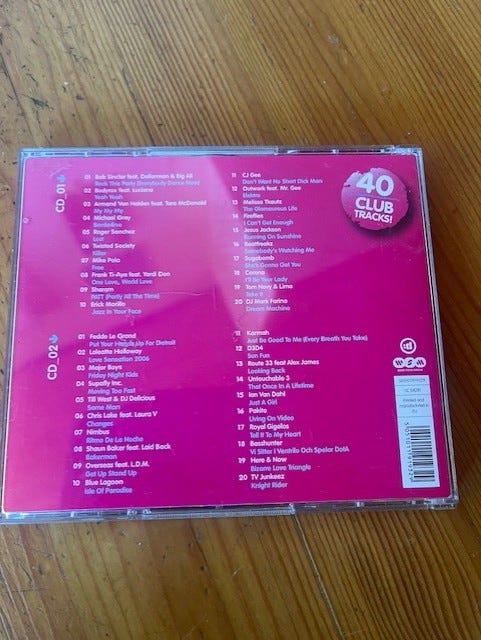 CD_01
01 Bob Sinclar feat. Dollarman & Big Ali
Rock This Party (Everybody Dance Now)
02 Bodyrox feat. Luciana
Yeah Yeah
03 Armand Van Helden feat. Tara McDonald
My My My
04 Michael Gray
Borderline
05 Roger Sanchez
Lost
06 Twisted Society
Killer
07 Mike Polo
Free
08 Frank Ti-Aya feat. Yardi Don
One Love, World Love
09 Sharam
PATT (Party All The Time)
10 Erick Morillo
Jazz In Your Face
11 CJ Gee
Don't Want No Short Dick Man
12 Outwork feat. Mr. Gee
Elektro
13 Melissa Tkautz
The Glamorous Life
14 Fireflies
I Can't Get Enough
15 Jesus Jackson
Running On Sunshine
16 Beatfreaks
Somebody's Watching Me
17 Sugabomb
She's Gonna Get You
18 Corona
I'll Be Your Lady
19 Tom Novy & Lima
Take It
20 DJ Mark Farina
Dream Machine
40
CLUB
TRACKS!
CD_02
01 Fedde Le Grand
Put Your Hands Up For Detroit
02 Loleatta Holloway
Love Sensation 2006
03 Major Boys
Friday Night Kids
04 Supafly Inc.
Moving Too Fast
05 Till West & DJ Delicious
Same Man
06 Chris Lake feat. Laura V
Changes
07 Nimbus
Ritmo De La Noche
08 Shaun Baker feat. Laid Back
Bakerman
09 Overseas feat. L.D.M.
Get Up Stand Up
10 Blue Lagoon
Isle Of Paradise
11 Karmah
Just Be Good To Me (Every Breath You Take)
12 D3D4
Sun Fun
13 Route 33 feat Alex James
Looking Back
14 Untouchable 3
That Once In A Lifetime
15 Ian Van Dahl
Just A Girl
16 Pakito
Living On Video
17 Royal Gigolos
Tell It To My Heart
18 Basshunter
Vi Sitter I Ventrilo Och Spelar DotA
19 Here & Now
Bizarre Love Triangle
20 TV Junkeez
Knight Rider